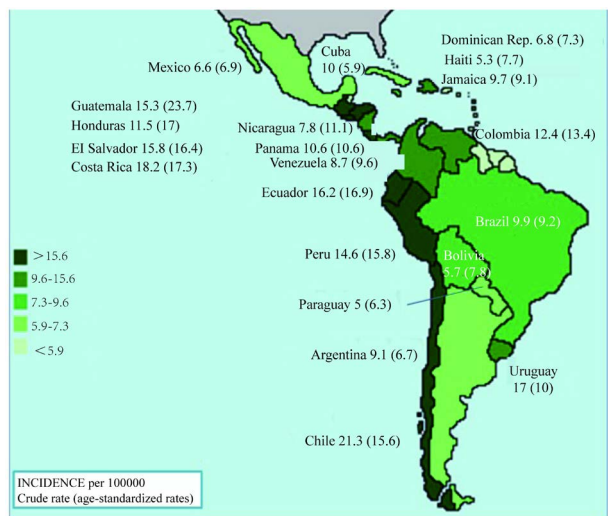 Cuba
10 (5.9)
Dominican Rep. 6.8 (7.3)
Haiti 5.3 (7.7)
Jamaica 9.7 (9.1)
Mexico 6.6 (6.9)
Guatemala 15.3 (23.7)
Honduras 11.5 (17)
El Salvador 15.8 (16.4)
Costa Rica 18.2 (17.3)
Nicaragua 7.8 (11.1)
Panama 10.6 (10.6)
Venezuela 8.7 (9.6)
Colombia 12.4 (13.4)
Ecuador 16.2 (16.9)
Brazil 9.9 (9.2)
Peru 14.6 (15.8)
Bolivia
5.7 (7.8)
>15.6
9.6-15.6
7.3-9.6
5.9-7.3
<5.9
Paraguay 5 (6.3)
Argentina 9.1 (6.7)
Uruguay
17 (10)
Chile 21.3 (15.6)
INCIDENCE per 100000
Crude rate (age-standardized rates)